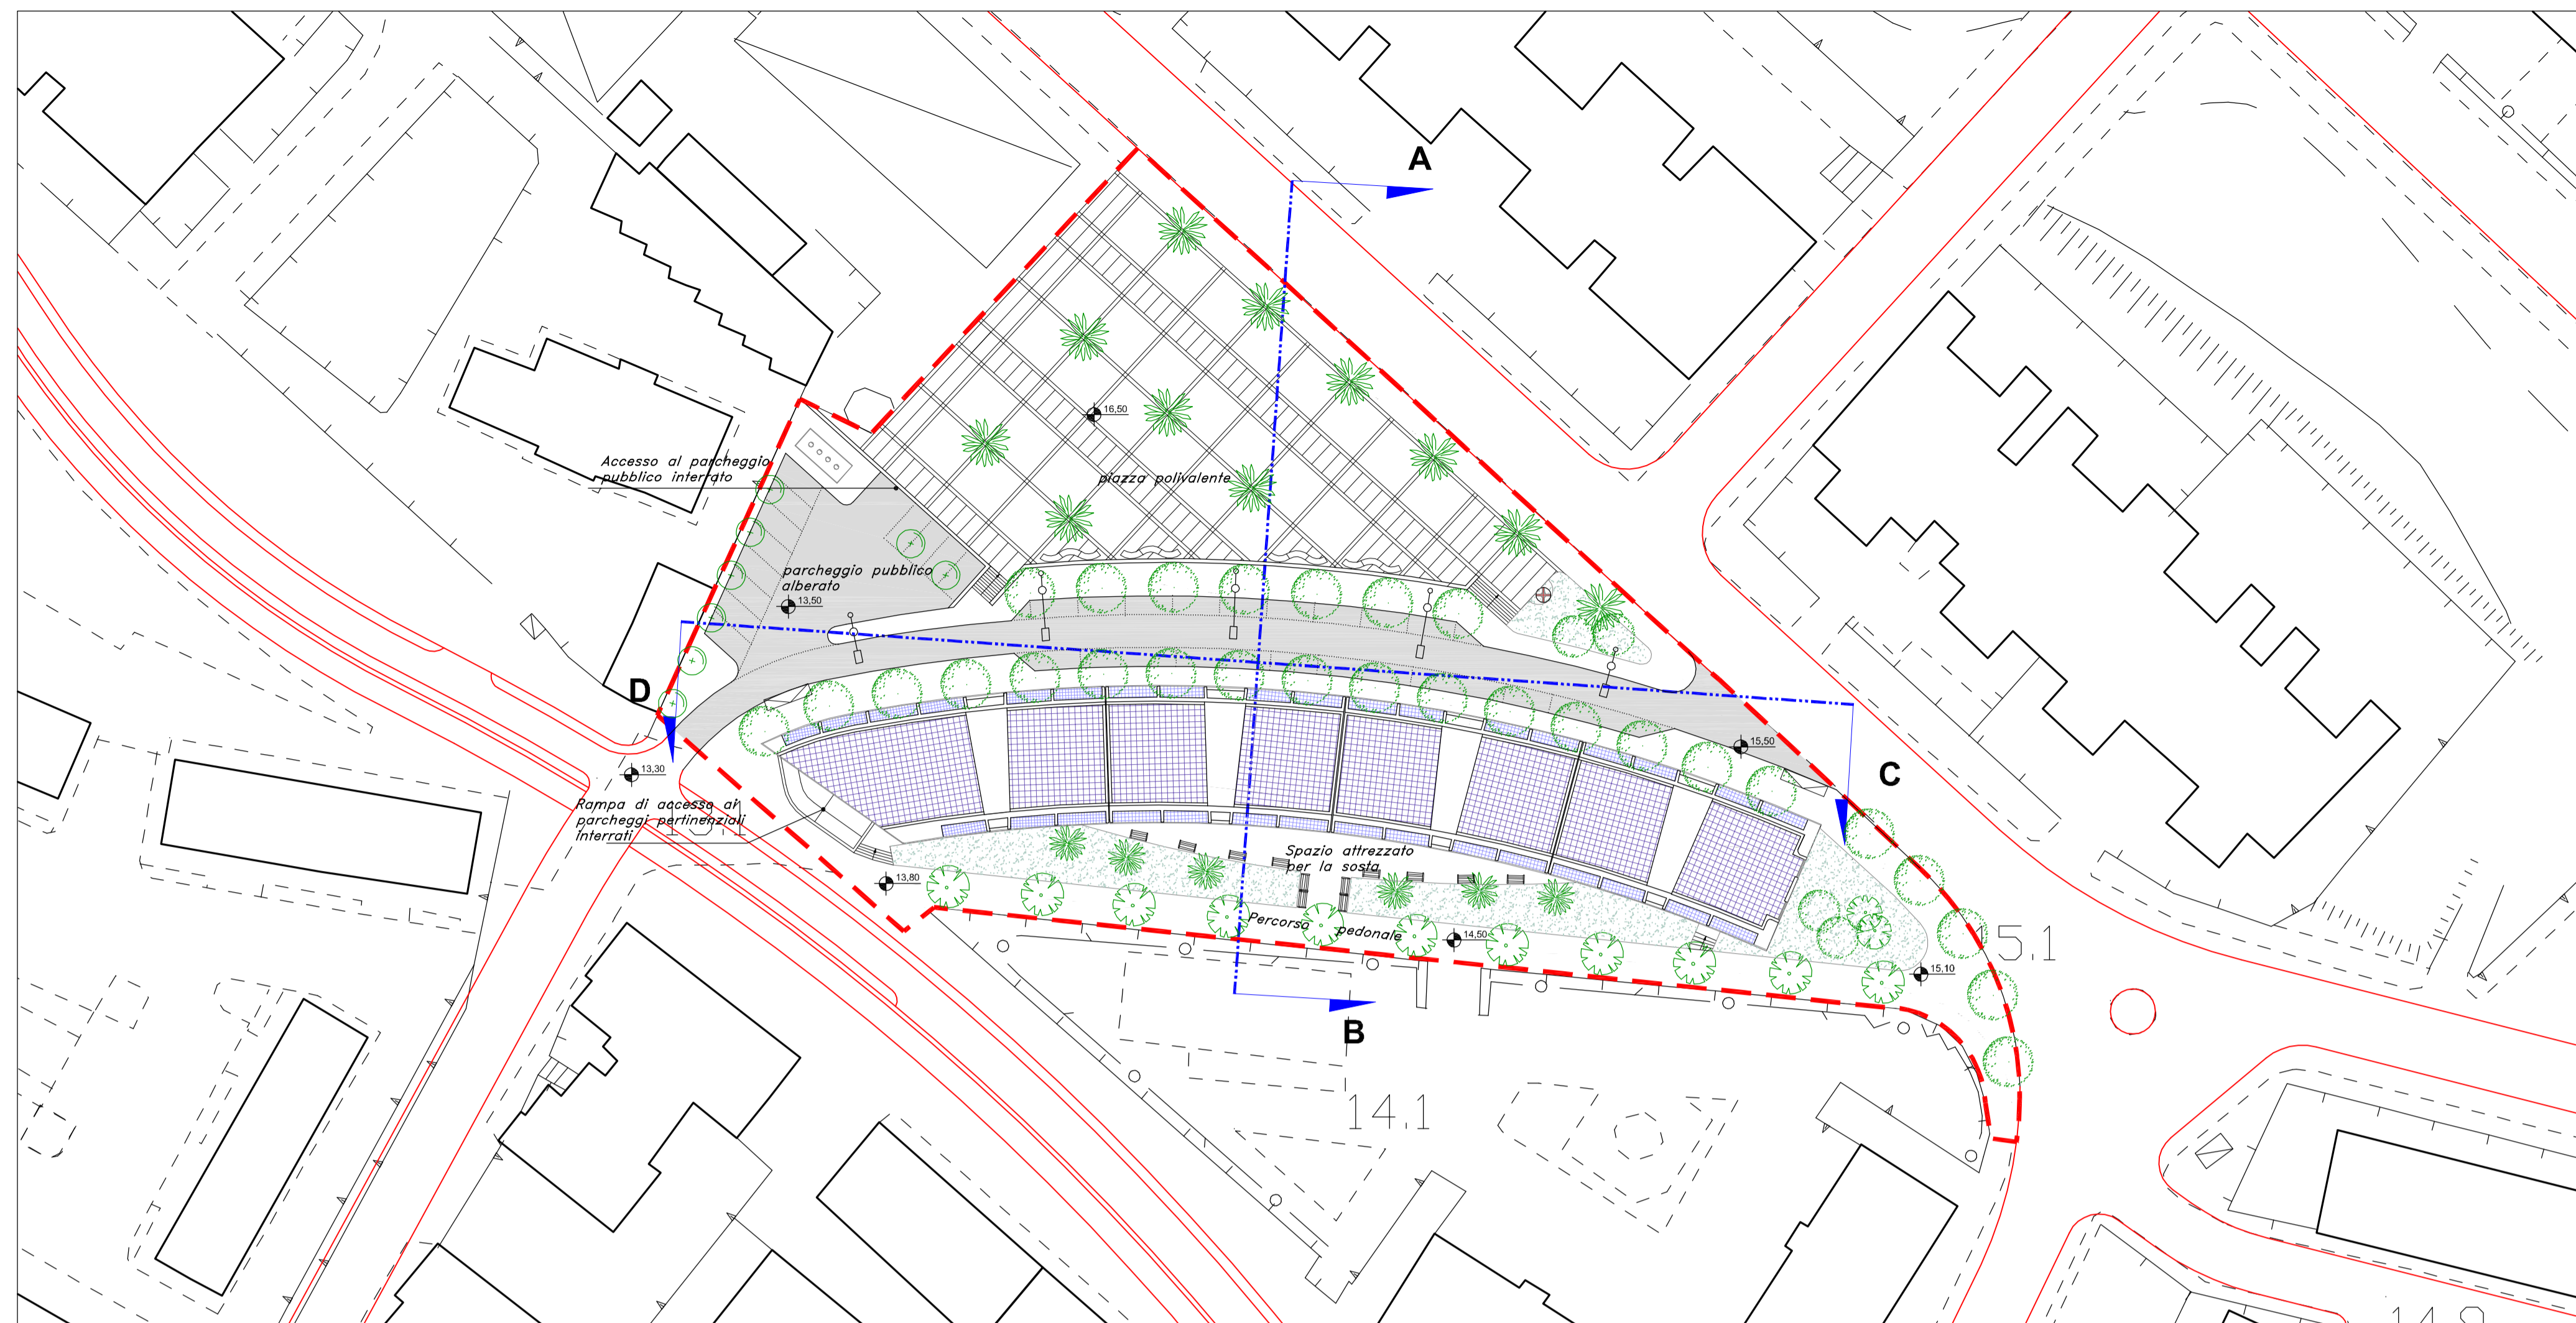 A
16,50
Accesso al parcheggio
pubblico interrato
piazza polivalente
parcheggio pubblico
alberato
13,50
D
15,50
C
13,30
Rampa di accesso ai
parcheggi pertinenziali
interrati
Spazio attrezzato
per la sosta
13,80
Percorso pedonale
14,50
15.1
15,10
B
14.1